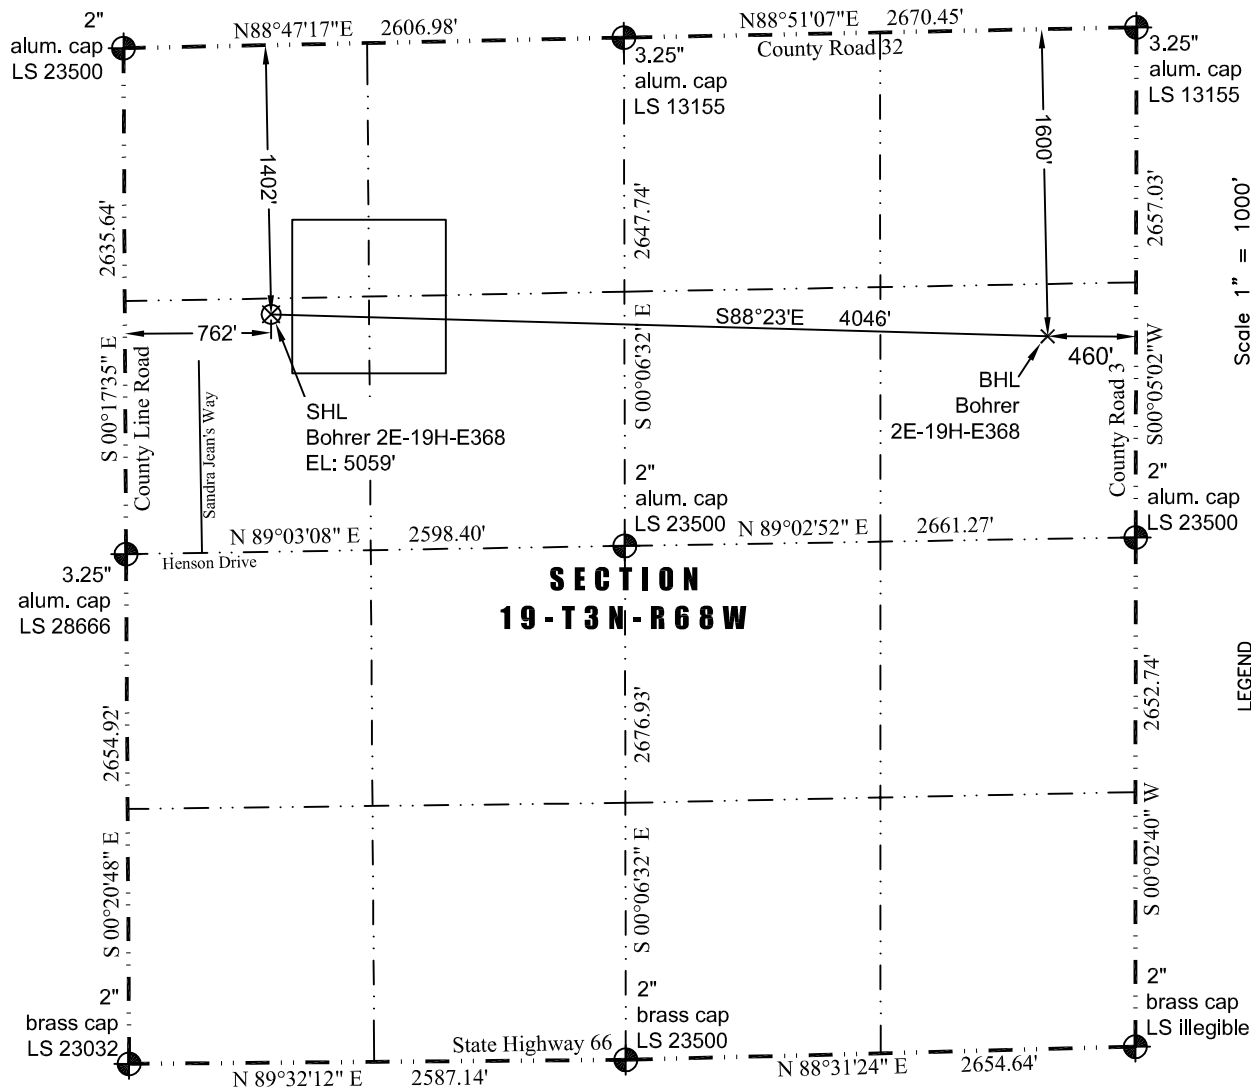 2"
alum. cap
LS 23500
N88°47'17"E 2606.98'
N88°51'07"E 2670.45'
County Road 32
3.25"
alum. cap
LS 13155
3.25"
alum. cap
LS 13155
1402'
1600'
2635.64'
2647.74'
2657.03'
Scale 1" = 1000'
762'
S88°23'E 4046'
460'
S 00°17'35" E
County Line Road
Sandra Jean's Way
SHL
Bohrer 2E-19H-E368
EL: 5059'
S 00°06'32" E
BHL
Bohrer
2E-19H-E368
County Road 3
S00°05'02"W
2"
alum. cap
LS 23500
2"
alum. cap
LS 23500
N 89°03'08" E 2598.40'
N 89°02'52" E 2661.27'
Henson Drive
3.25"
alum. cap
LS 28666
SECTION
19-T3N-R68W
LEGEND
2654.92'
2676.93'
2652.74'
S 00°20'48" E
S 00°06'32" E
S 00°02'40" W
2"
brass cap
LS 23032
2"
brass cap
LS 23500
2"
brass cap
LS illegible
State Highway 66
N 89°32'12" E 2587.14'
N 88°31'24" E 2654.64'